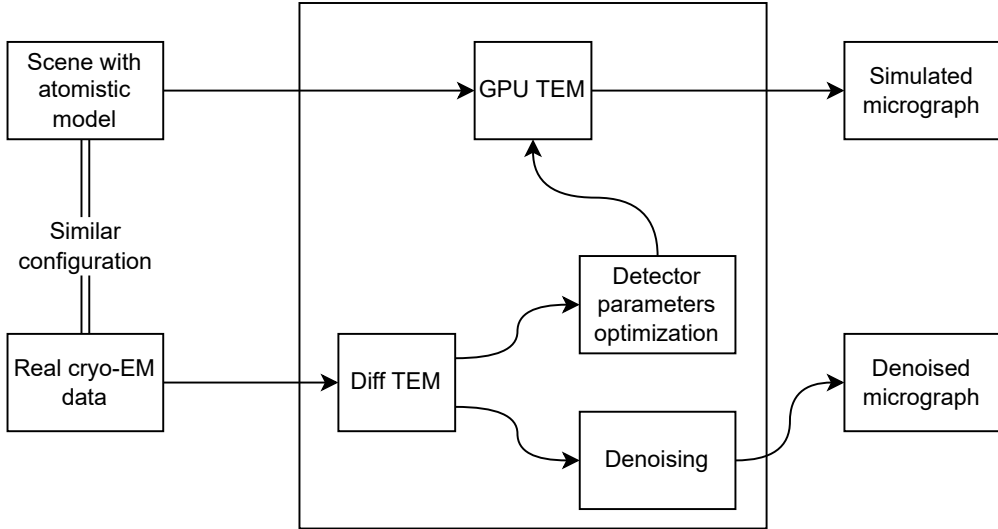 Scene with
atomistic
model
GPU TEM
Simulated
micrograph
Similar
configuration
Detector
parameters
optimization
Real cryo-EM
data
Diff TEM
Denoised
micrograph
Denoising